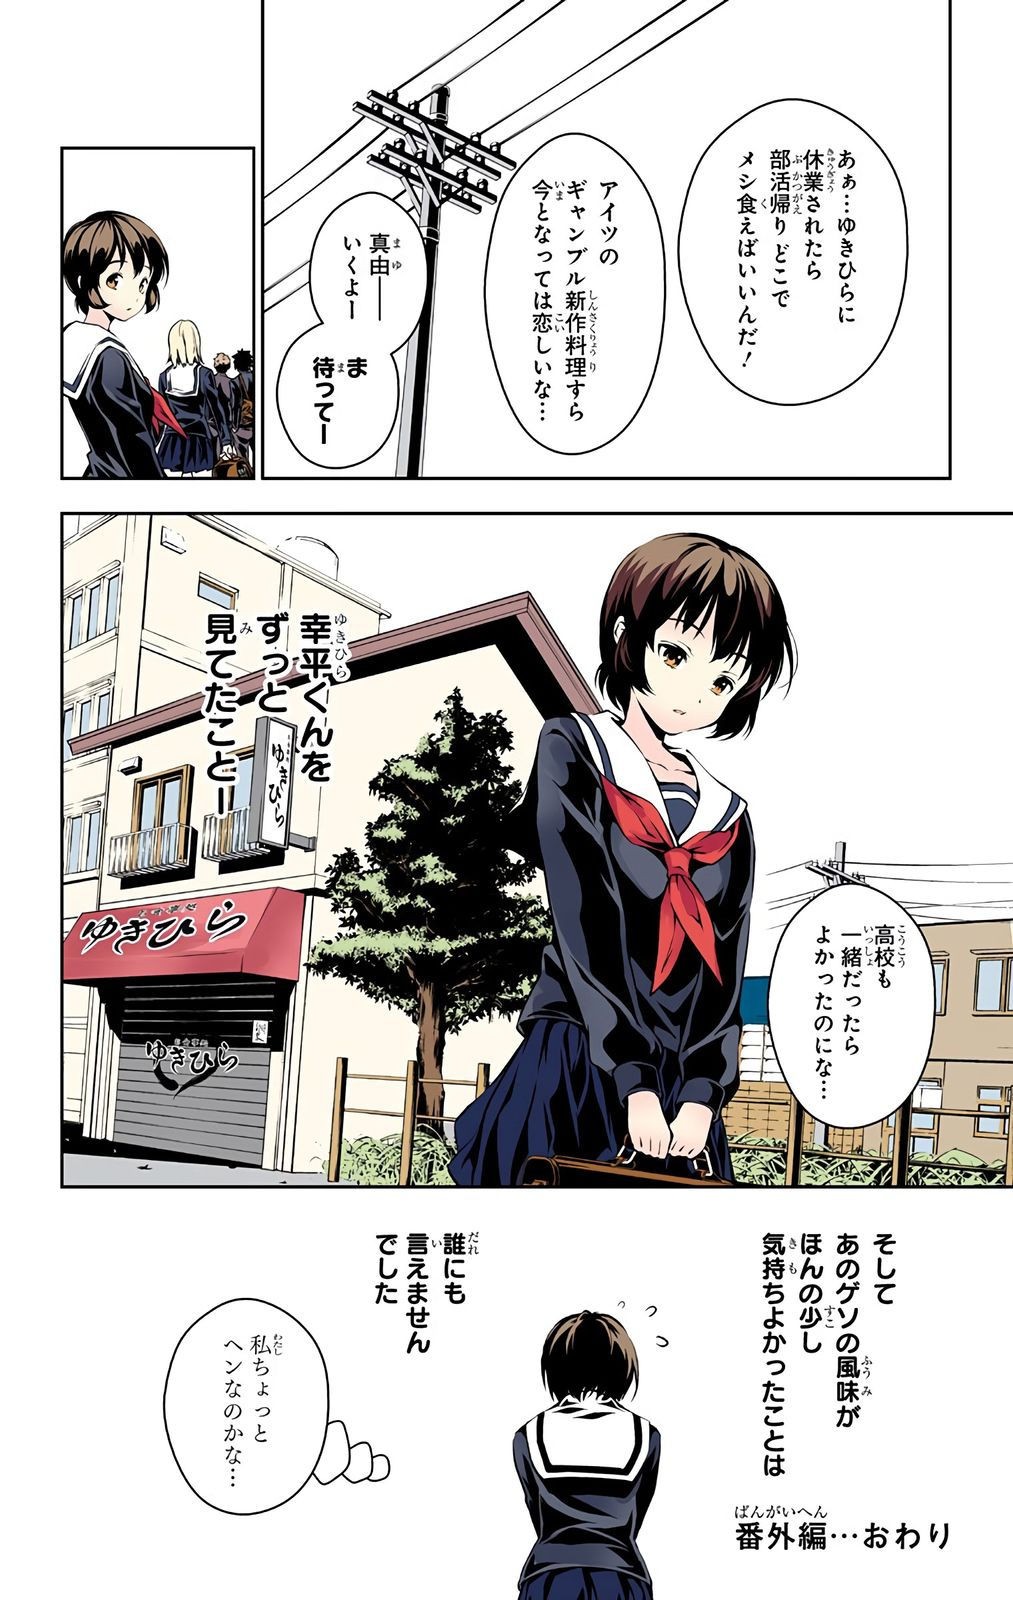 あぁ…ゆきひらに
休業されたら
部活帰りどこで
メシ食えばいいんだ!
アイツの
ギャンブル新作料理すら
今となっては恋しいな…
真由――
いくよー
ま
待ってー
幸平くんを
ずっと
見てたことー
ゆきひら
ゆきひら
ゆきひら
高校も
一緒だったら
よかったのにな…
そして
あのゲソの風味が
ほんの少し
気持ちよかったことは
誰にも
言えません
でした
私ちょっと
ヘンなのかな…
番外編…おわり